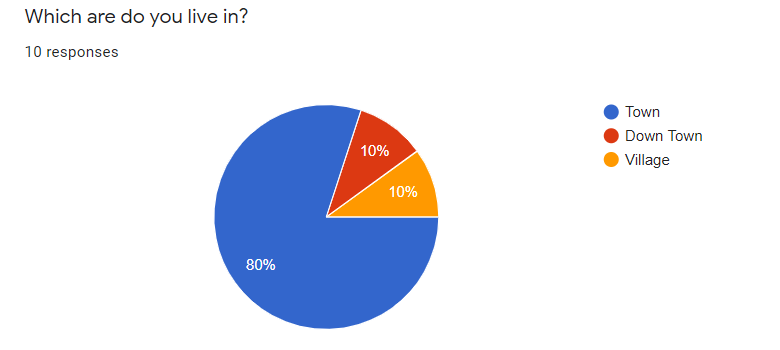 Which are do you live in?
10 responses
Town
Down Town
Village
10%
10%
80%